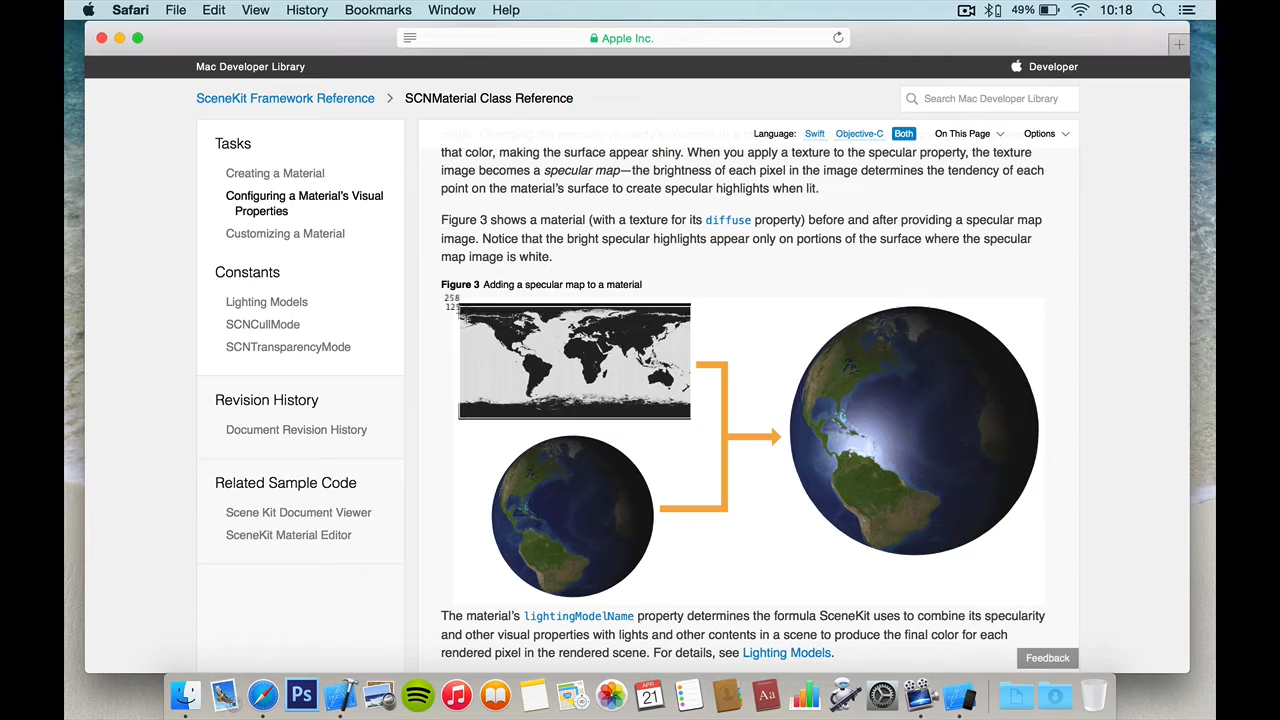 Safari File Edit View History Bookmarks Window Help 49% 10:18
Apple Inc.
Mac Developer Library Developer
SceneKit Framework Reference SCNMaterial Class Reference Search Mac Developer Library
Language: Swift Objective-C Both On This Page Options
Tasks
Creating a Material
Configuring a Material's Visual
Properties
Customizing a Material
Constants
Lighting Models
SCNCullMode
SCNTransparencyMode
Revision History
Document Revision History
Related Sample Code
Scene Kit Document Viewer
SceneKit Material Editor
that color, making the surface appear shiny. When you apply a texture to the specular property, the texture
image becomes a specular map—the brightness of each pixel in the image determines the tendency of each
point on the material's surface to create specular highlights when lit.
Figure 3 shows a material (with a texture for its diffuse property) before and after providing a specular map
image. Notice that the bright specular highlights appear only on portions of the surface where the specular
map image is white.
Figure 3 Adding a specular map to a material
258
125
The material's lightingModelName property determines the formula SceneKit uses to combine its specularity
and other visual properties with lights and other contents in a scene to produce the final color for each
rendered pixel in the rendered scene. For details, see Lighting Models.
Feedback
Ps
APR
21
Aa